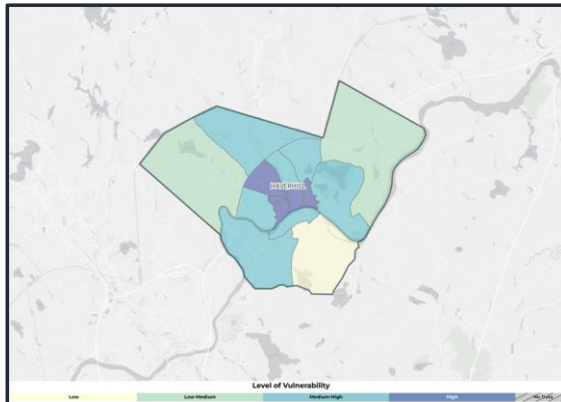 HAVERHILL
Level of Vulnerability
Low Low-Medium Medium-High High No Data